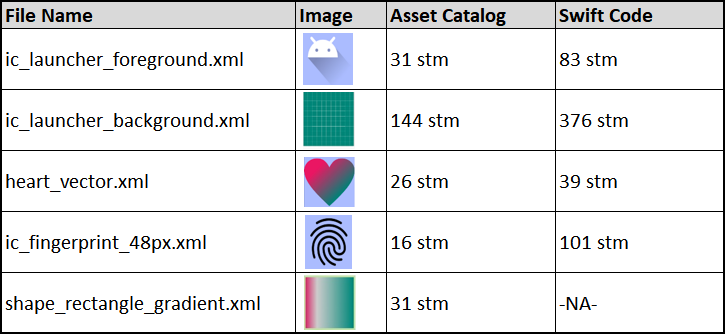 File Name Image Asset Catalog Swift Code
ic_launcher_foreground.xml 31 stm 83 stm
ic_launcher_background.xml 144 stm 376 stm
heart_vector.xml 26 stm 39 stm
ic_fingerprint_48px.xml 16 stm 101 stm
shape_rectangle_gradient.xml 31 stm -NA-